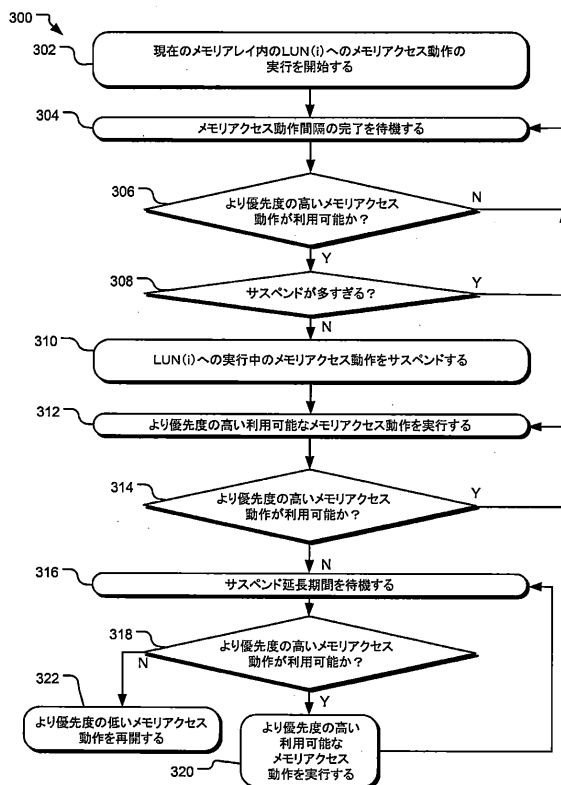 300
302
現在のメモリアレイ内のLUN(i)へのメモリアクセス動作の
実行を開始する
304
メモリアクセス動作間隔の完了を待機する
306
より優先度の高いメモリアクセス
動作が利用可能か?
N
Y
308
サスペンドが多すぎる?
Y
N
310
LUN(i)への実行中のメモリアクセス動作をサスペンドする
312
より優先度の高い利用可能なメモリアクセス動作を実行する
314
より優先度の高いメモリアクセス
動作が利用可能か?
Y
N
316
サスペンド延長期間を待機する
318
より優先度の高いメモリアクセス
動作が利用可能か?
N
Y
322
より優先度の低いメモリアクセス
動作を再開する
320
より優先度の高い
利用可能な
メモリアクセス
動作を実行する